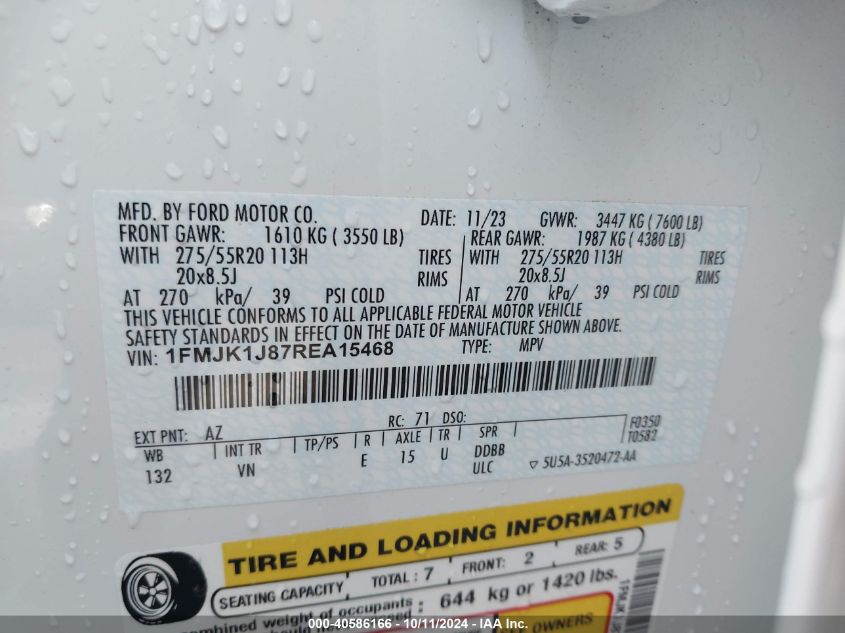 MFD. BY FORD MOTOR CO. DATE: 11/23 GVWR: 3447 KG ( 7600 LB)
FRONT GAWR: 1610 KG ( 3550 LB) REAR GAWR: 1987 KG ( 4380 LB)
WITH 275/55R20 113H TIRES WITH 275/55R20 113H TIRES
20x8.5J RIMS 20x8.5J RIMS
AT 270 kPa/ 39 PSI COLD AT 270 kPa/ 39 PSI COLD
THIS VEHICLE CONFORMS TO ALL APPLICABLE FEDERAL MOTOR VEHICLE
SAFETY STANDARDS IN EFFECT ON THE DATE OF MANUFACTURE SHOWN ABOVE.
VIN: 1FMJK1J87REA15468 TYPE: MPV
EXT PNT: AZ RC: 71 DSO: F0350
WB INT TR TP/PS R AXLE TR SPR T0582
132 VN E 15 U DDBB
ULC 5U5A-3520472-AA
TIRE AND LOADING INFORMATION
SEATING CAPACITY TOTAL : 7 FRONT: 2 REAR: 5
combined weight of occupants : 644 kg or 1420 lbs.
OWNERS
000-40586166 - 10/11/2024 - IAA Inc.